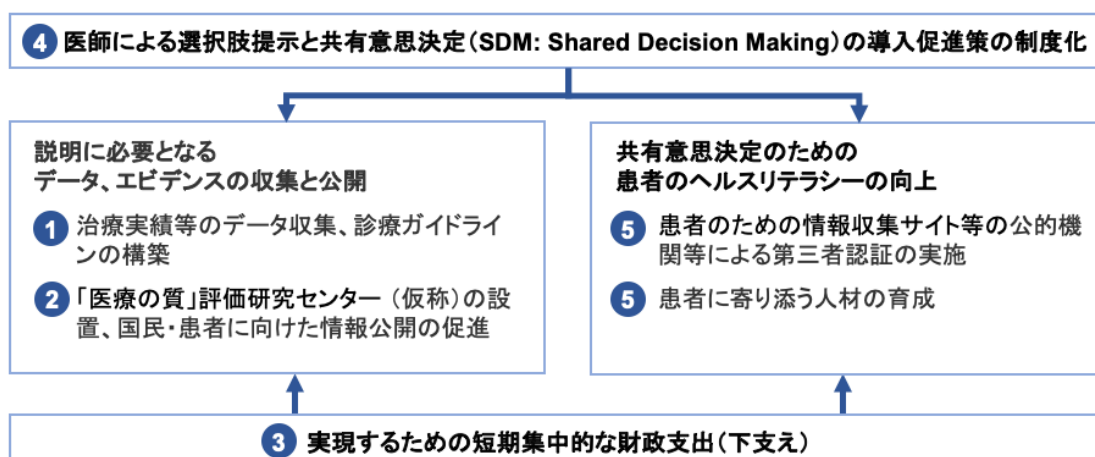 4 医師による選択肢提示と共有意思決定(SDM: Shared Decision Making)の導入促進策の制度化
説明に必要となる
データ、エビデンスの収集と公開
1 治療実績等のデータ収集、診療ガイドライ
ンの構築
2 「医療の質」評価研究センター (仮称)の設
置、国民・患者に向けた情報公開の促進
共有意思決定のための
患者のヘルスリテラシーの向上
5 患者のための情報収集サイト等の公的機
関等による第三者認証の実施
5 患者に寄り添う人材の育成
3 実現するための短期集中的な財政支出(下支え)